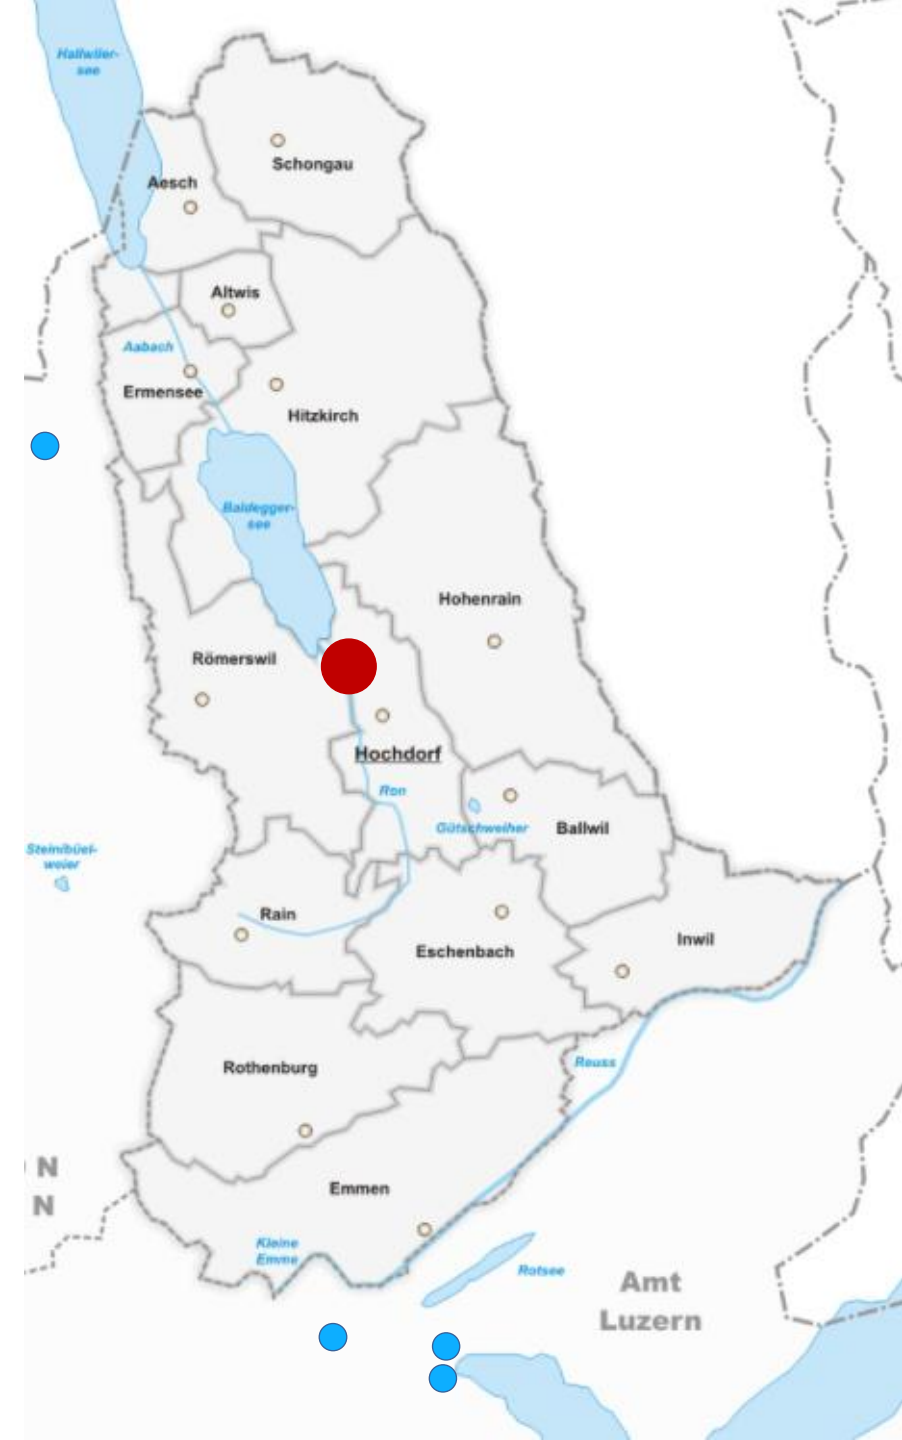 Hallwiler-
see
Schongau
Aesch
Altwis
Aabach
Ermensee
Hitzkirch
Baldegger-
see
Hohenrain
Römerswil
Hochdorf
Ron
Gütschweiher
Ballwil
Steinibüel-
weier
Rain
Inwil
Eschenbach
Reuss
Rothenburg
N
Emmen
N
Kleine
Emme
Rotsee
Amt
Luzern